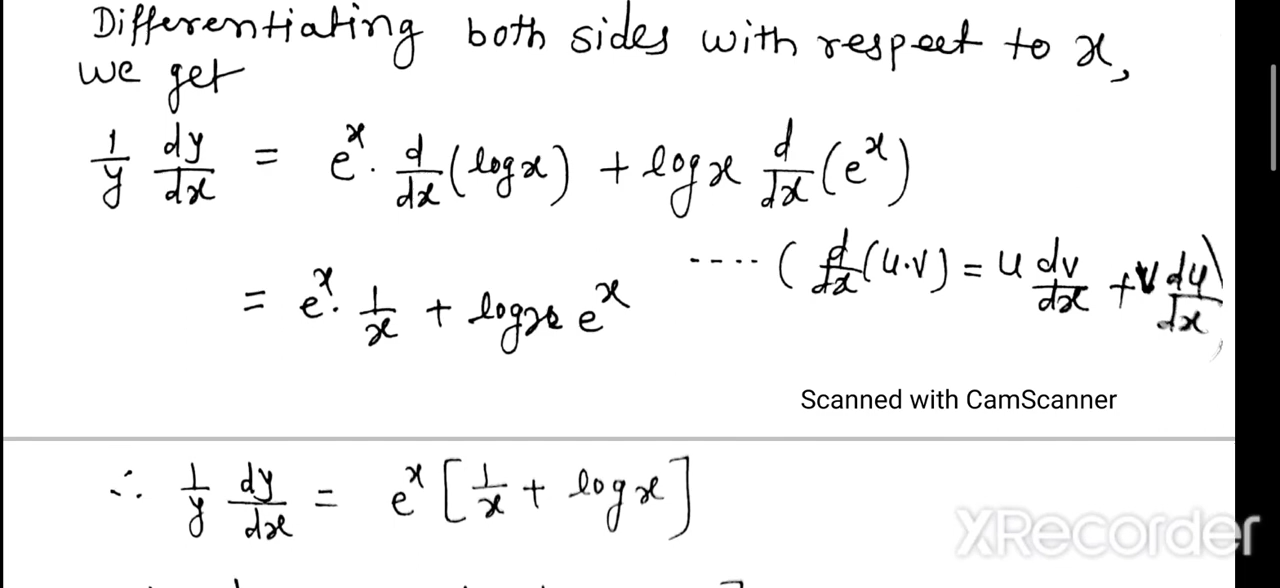 Differentiating both sides with respect to x,
we get
1/y dy/dx = e^x · d/dx (log x) + log x d/dx (e^x)
---- ( d/dx (u·v) = u dv/dx + v du/dx )
= e^x · 1/x + log x e^x
Scanned with CamScanner
∴ 1/y dy/dx = e^x [ 1/x + log x ]
XRecorder